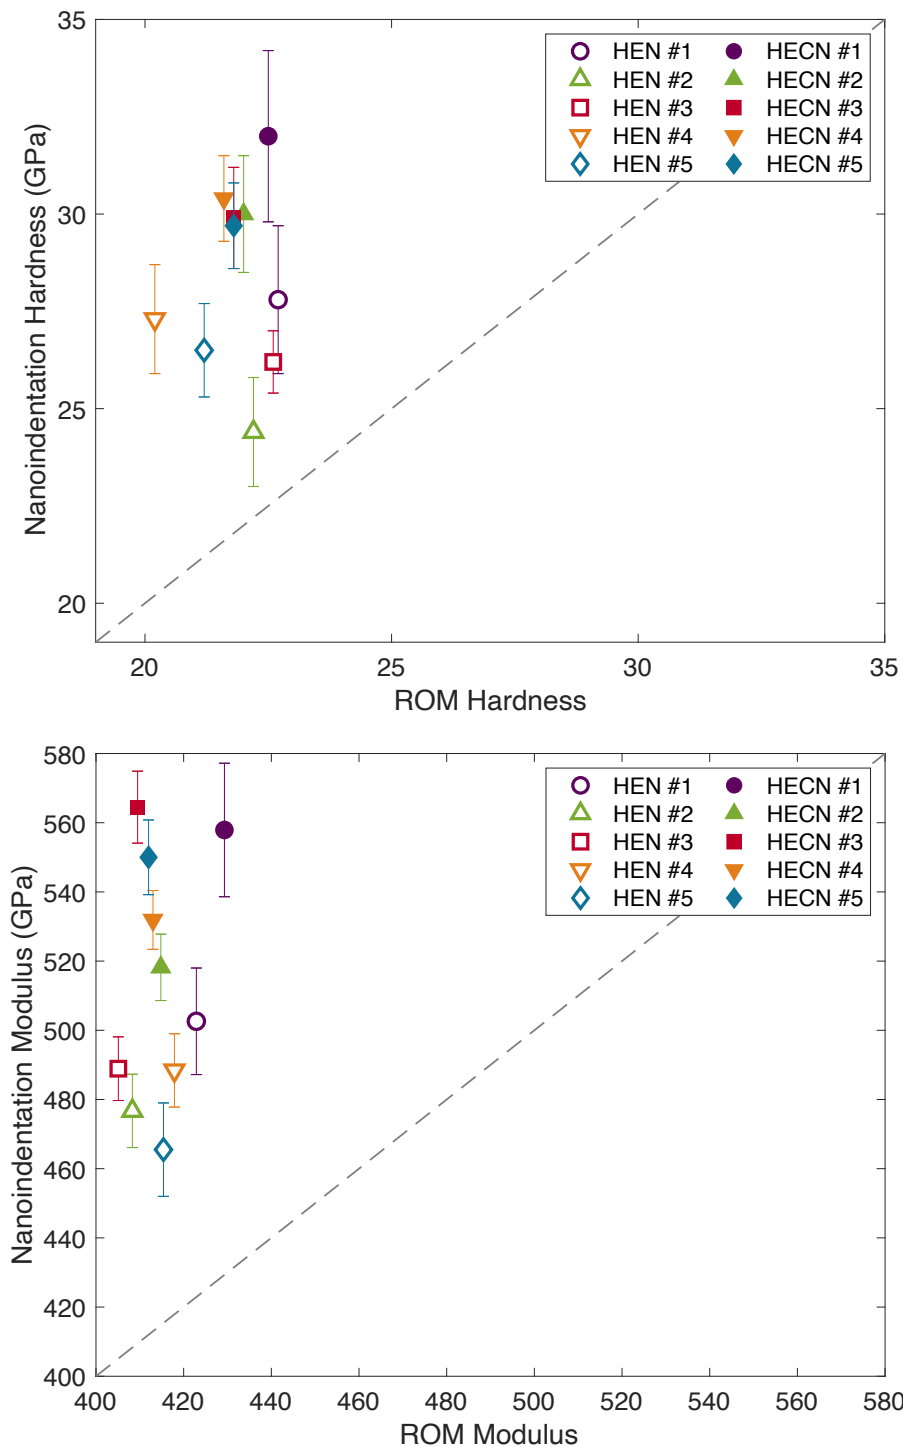 35
30
25
20
Nanoindentation Hardness (GPa)
HEN #1 HECN #1
HEN #2 HECN #2
HEN #3 HECN #3
HEN #4 HECN #4
HEN #5 HECN #5
20 25 30 35
ROM Hardness
580
560
540
520
500
480
460
440
420
400
Nanoindentation Modulus (GPa)
HEN #1 HECN #1
HEN #2 HECN #2
HEN #3 HECN #3
HEN #4 HECN #4
HEN #5 HECN #5
400 420 440 460 480 500 520 540 560 580
ROM Modulus